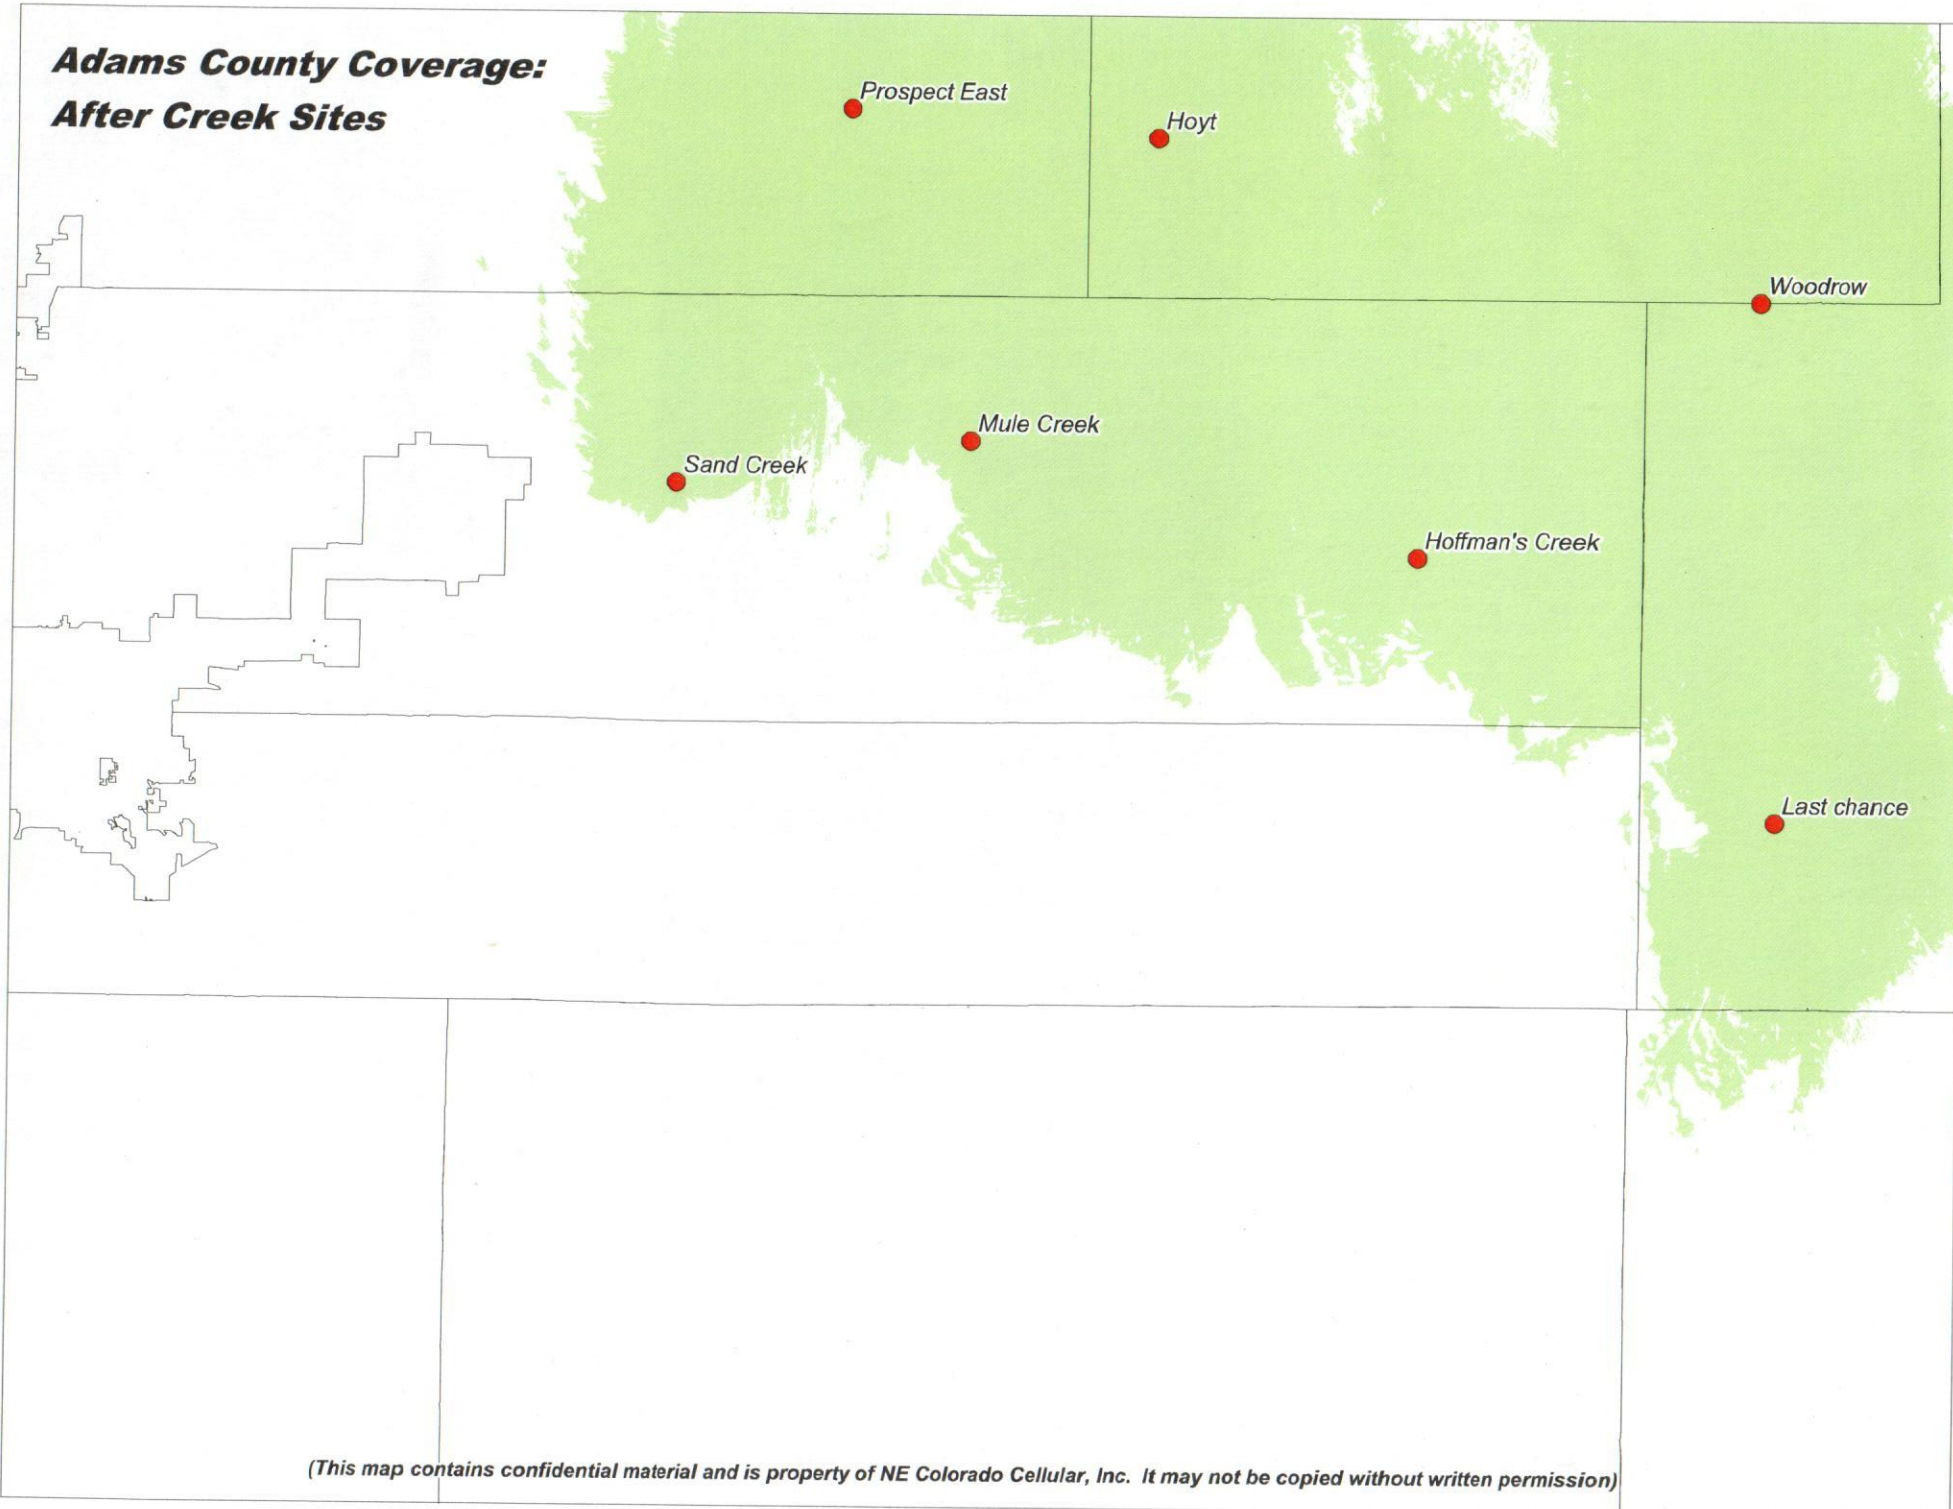 Adams County Coverage:
After Creek Sites
Prospect East
Hoyt
Woodrow
Mule Creek
Sand Creek
Hoffman's Creek
Last chance
(This map contains confidential material and is property of NE Colorado Cellular, Inc. It may not be copied without written permission)